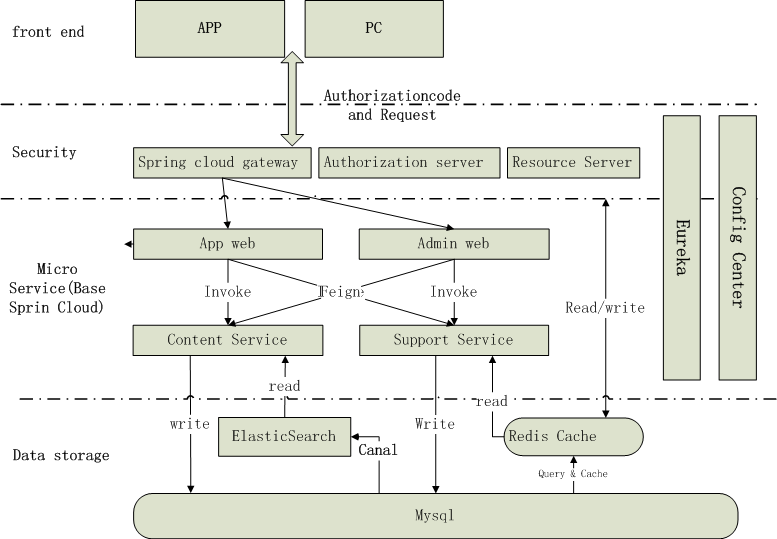 front end
APP
PC
Authorizationcode
and Request
Security
Spring cloud gateway
Authorization server
Resource Server
Eureka
Config Center
App web
Admin web
Micro
Service(Base
Sprin Cloud)
Invoke
Feign
Invoke
Read/write
Content Service
Support Service
read
read
write
ElasticSearch
Write
Redis Cache
Canal
Data storage
Query & Cache
Mysql